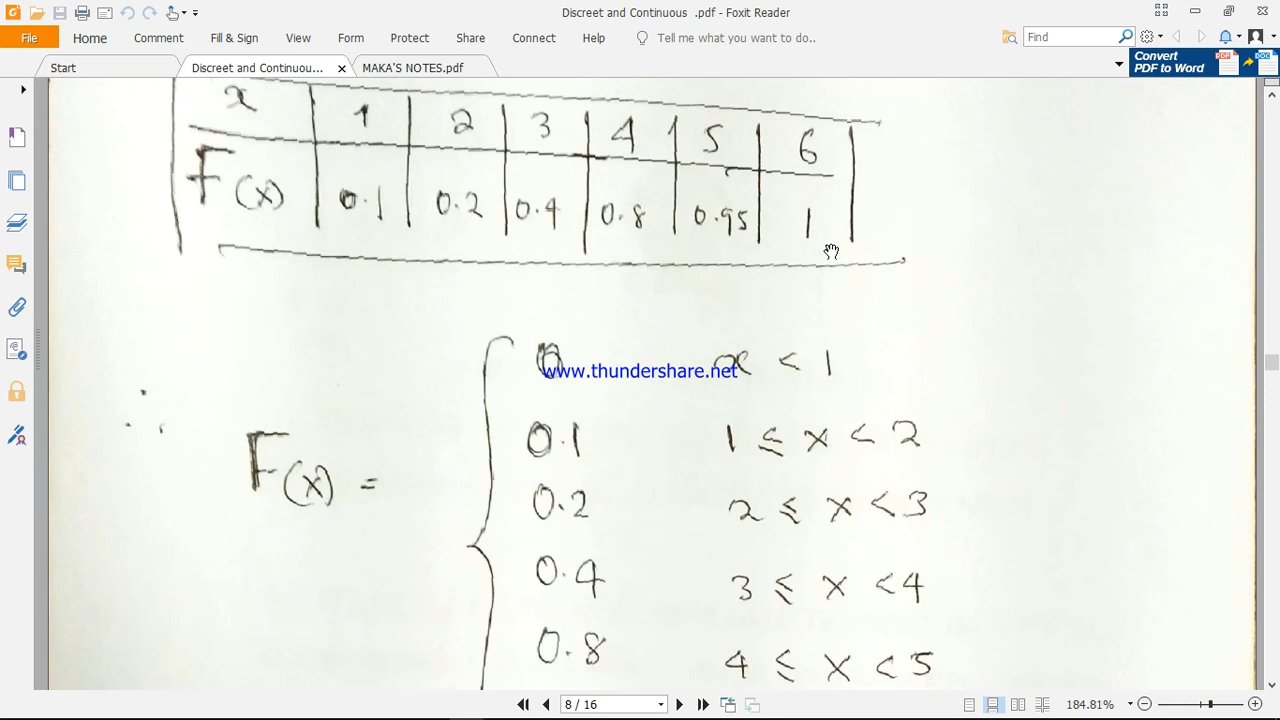 Discreet and Continuous .pdf - Foxit Reader
File Home Comment Fill & Sign View Form Protect Share Connect Help Tell me what you want to do.. Find
Start Discreet and Continuou... MAKA'S NOTES.pdf Convert PDF to Word
x 1 2 3 4 5 6
F(x) 0.1 0.2 0.4 0.8 0.95 1
0 x < 1
www.thundershare.net
0.1 1 ≤ x < 2
∴ F(x) =
0.2 2 ≤ x < 3
0.4 3 ≤ x < 4
0.8 4 ≤ x < 5
8 / 16 184.81%